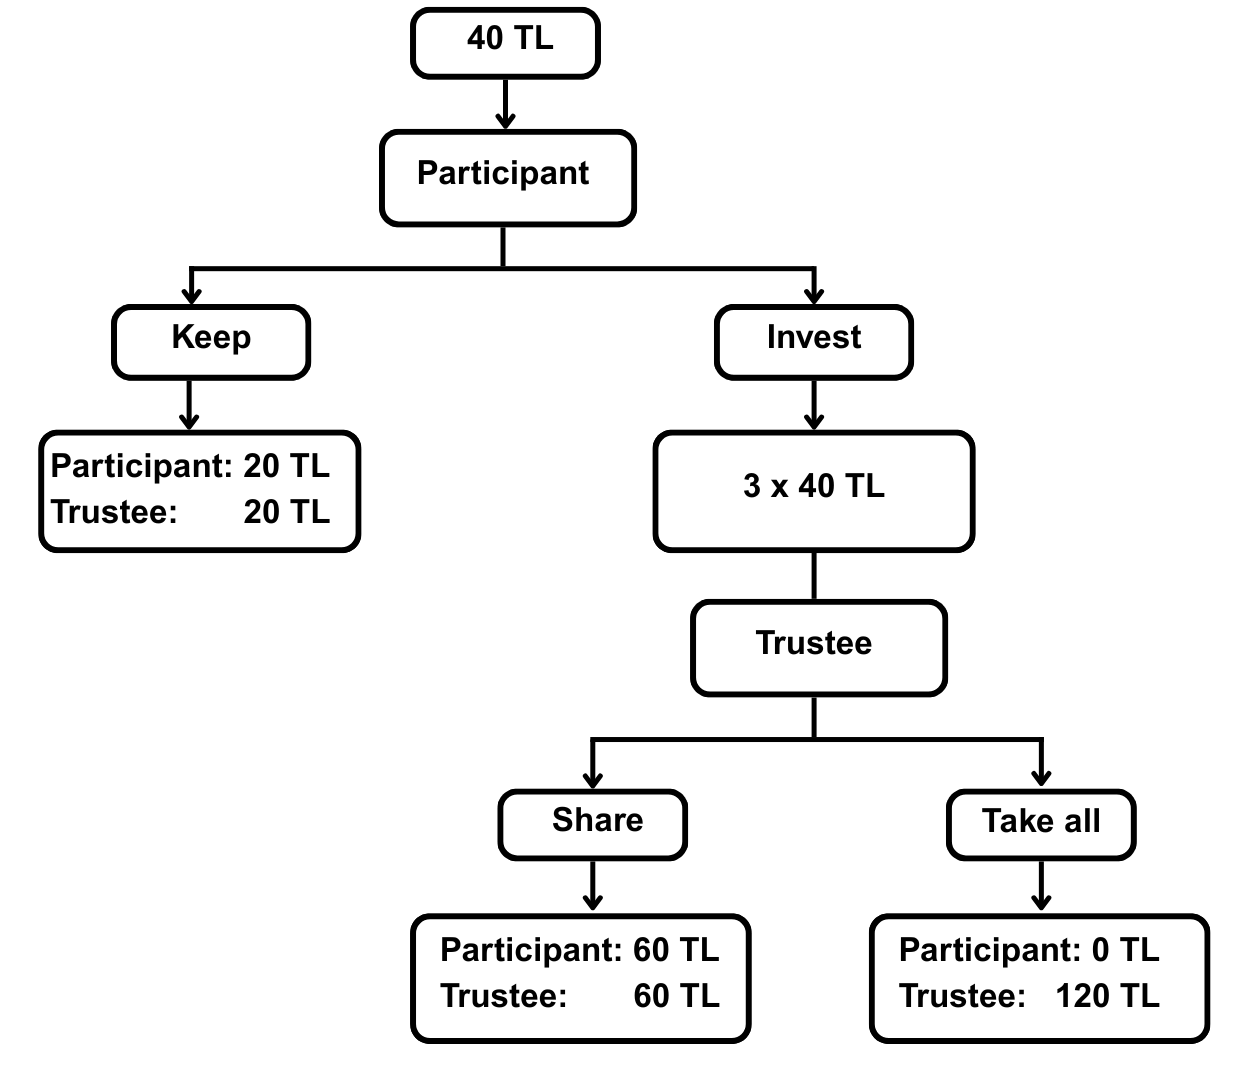 40 TL
Participant
Keep
Invest
Participant: 20 TL
Trustee: 20 TL
3 x 40 TL
Trustee
Share
Take all
Participant: 60 TL
Trustee: 60 TL
Participant: 0 TL
Trustee: 120 TL